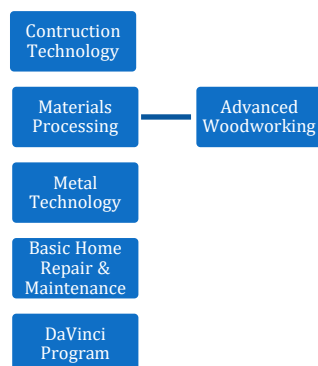 Contruction
Technology
Materials
Processing
Advanced
Woodworking
Metal
Technology
Basic Home
Repair &
Maintenance
DaVinci
Program